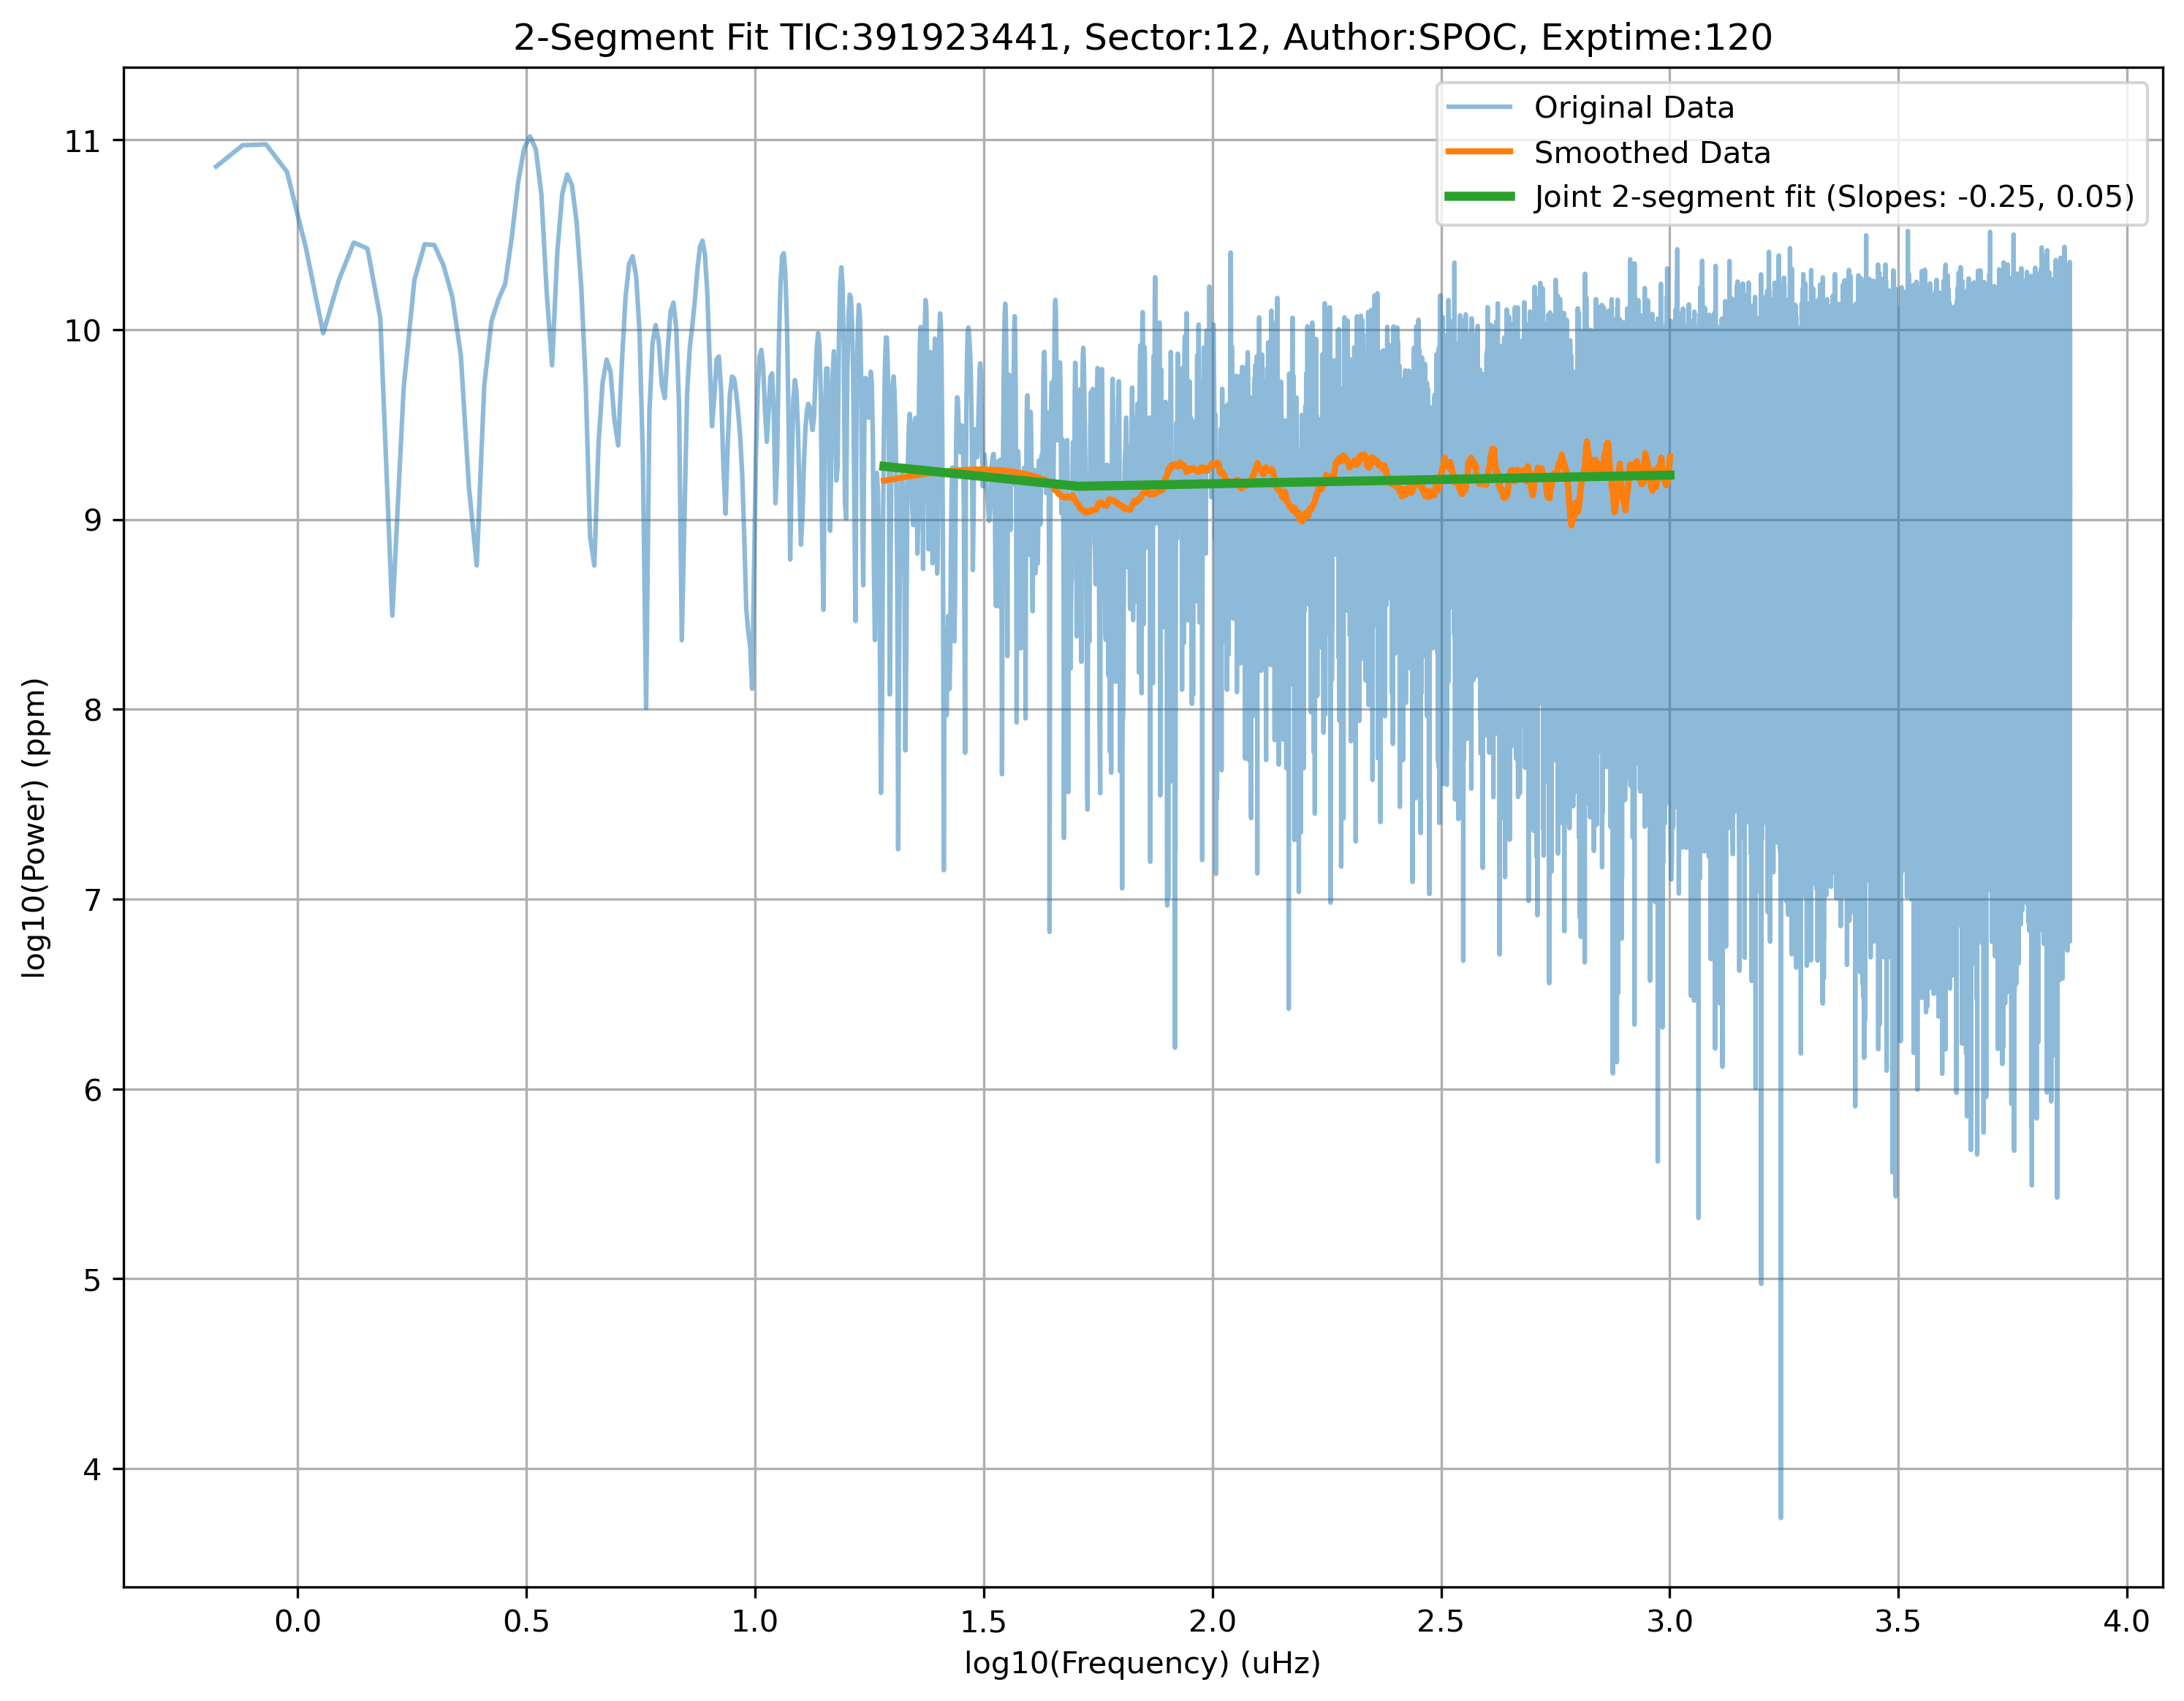 2-Segment Fit TIC:391923441, Sector:12, Author:SPOC, Exptime:120
Original Data
Smoothed Data
Joint 2-segment fit (Slopes: -0.25, 0.05)
11
10
9
8
7
6
5
4
log10(Power) (ppm)
0.0 0.5 1.0 1.5 2.0 2.5 3.0 3.5 4.0
log10(Frequency) (uHz)